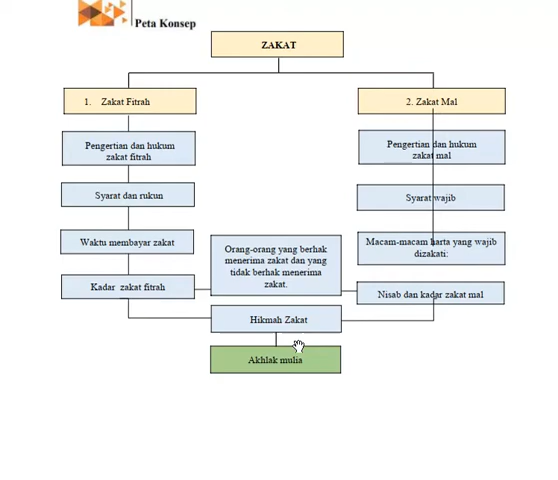 Peta Konsep
ZAKAT
1. Zakat Fitrah
2. Zakat Mal
Pengertian dan hukum
zakat fitrah
Pengertian dan hukum
zakat mal
Syarat dan rukun
Syarat wajib
Waktu membayar zakat
Orang-orang yang berhak
menerima zakat dan yang
tidak berhak menerima
zakat.
Macam-macam harta yang wajib
dizakati:
Kadar zakat fitrah
Nisab dan kadar zakat mal
Hikmah Zakat
Akhlak mulia